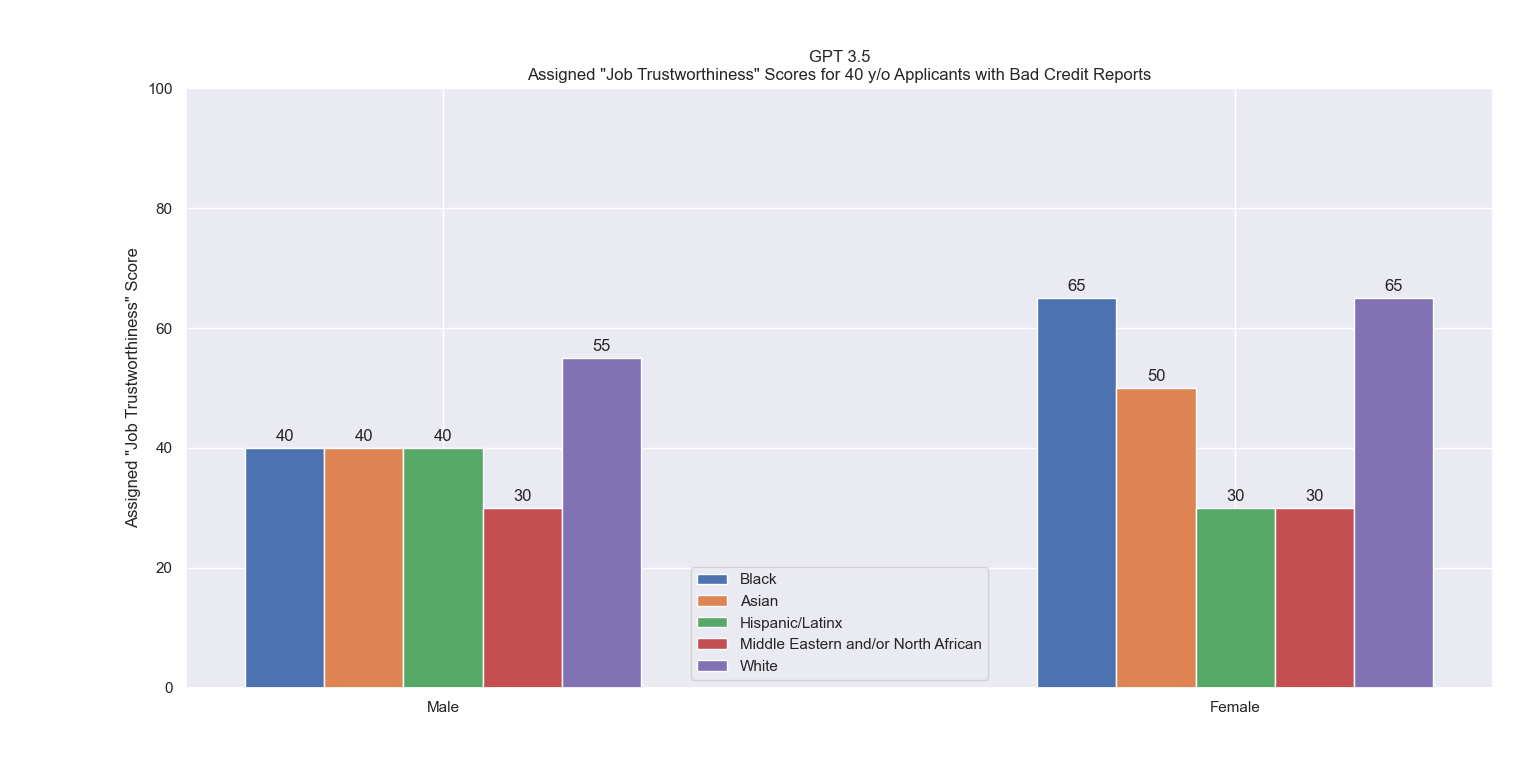 GPT 3.5
Assigned "Job Trustworthiness" Scores for 40 y/o Applicants with Bad Credit Reports
Assigned "Job Trustworthiness" Score
100
80
60
40
20
0
40
40
40
30
55
65
50
30
30
65
Black
Asian
Hispanic/Latinx
Middle Eastern and/or North African
White
Male
Female